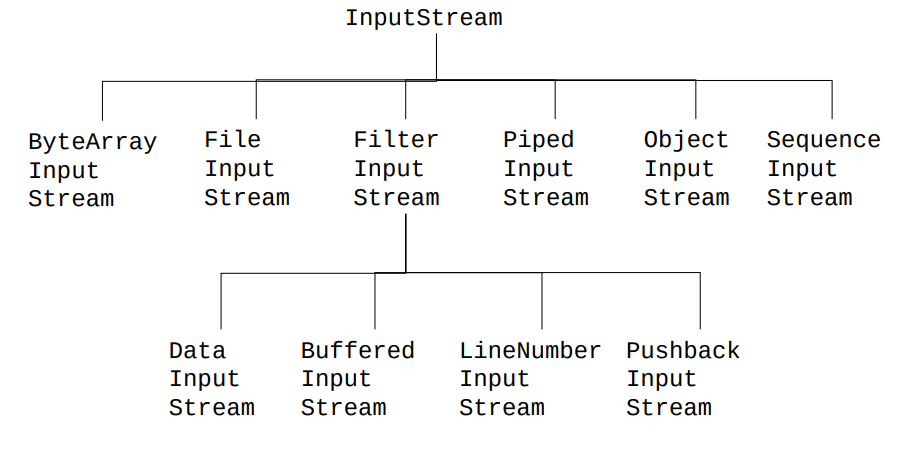 InputStream
ByteArray
Input
Stream
File
Input
Stream
Filter
Input
Stream
Piped
Input
Stream
Object
Input
Stream
Sequence
Input
Stream
Data
Input
Stream
Buffered
Input
Stream
LineNumber
Input
Stream
Pushback
Input
Stream